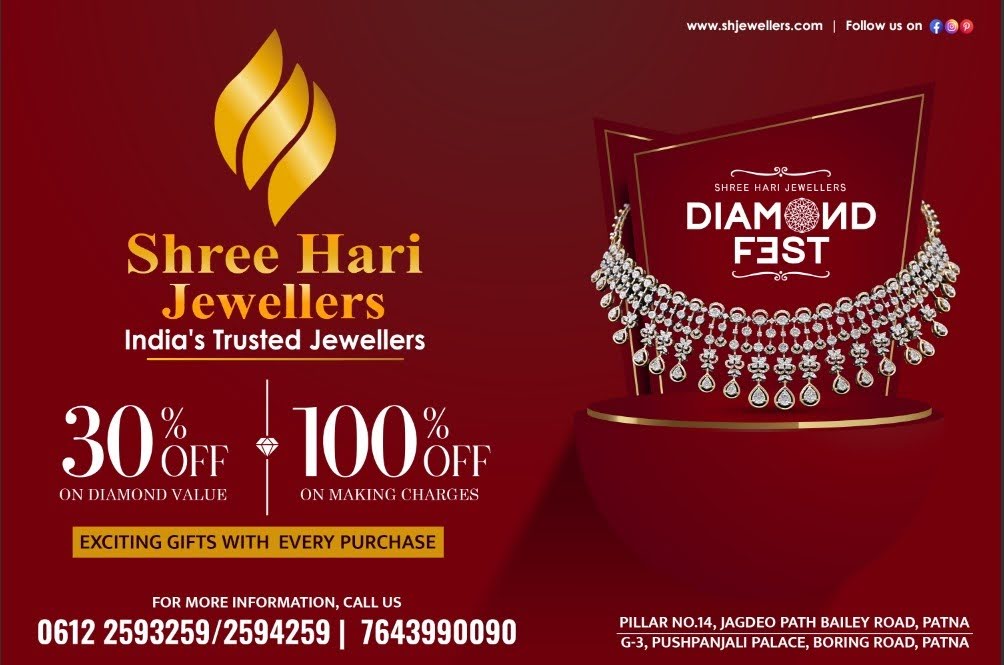 www.shjewellers.com | Follow us on
Shree Hari
Jewellers
India's Trusted Jewellers
30% OFF
ON DIAMOND VALUE
100% OFF
ON MAKING CHARGES
EXCITING GIFTS WITH EVERY PURCHASE
FOR MORE INFORMATION, CALL US
0612 2593259/2594259 | 7643990090
SHREE HARI JEWELLERS
DIAMOND
FEST
PILLAR NO.14, JAGDEO PATH BAILEY ROAD, PATNA
G-3, PUSHPANJALI PALACE, BORING ROAD, PATNA